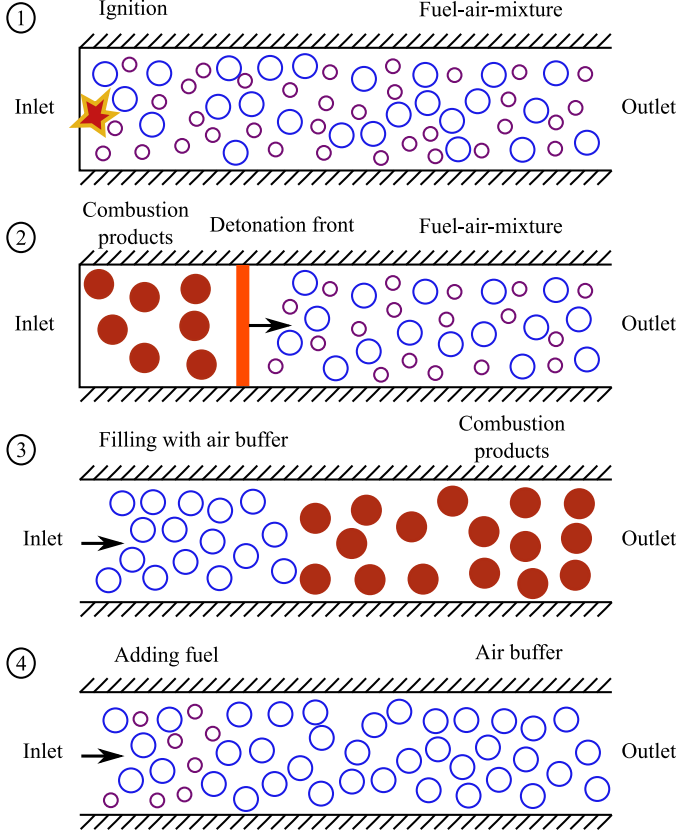 1
Ignition
Fuel-air-mixture
Inlet
Outlet
2
Combustion
products
Detonation front
Fuel-air-mixture
Inlet
Outlet
3
Filling with air buffer
Combustion
products
Inlet
Outlet
4
Adding fuel
Air buffer
Inlet
Outlet